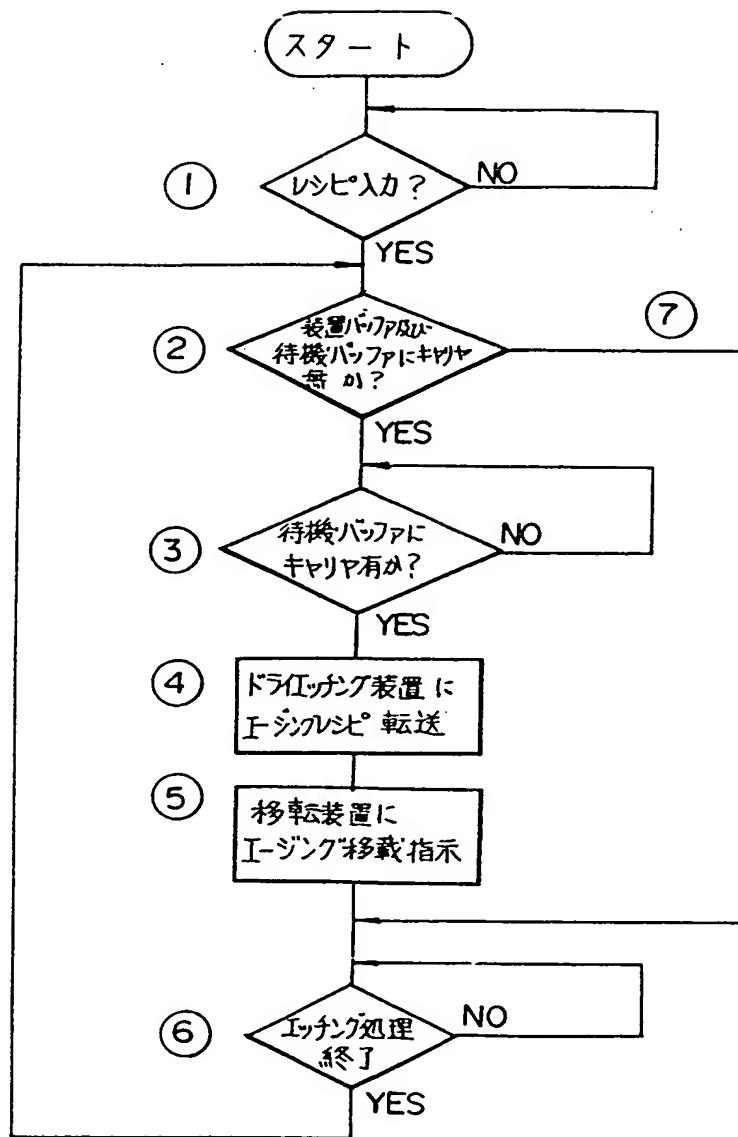 スタート
① レシピ入力? NO
YES
⑦
装置バッファ及び
② 待機バッファにキャリヤ
無か?
YES
待機バッファに NO
③ キャリヤ有か?
YES
④ ドライエッチング装置に
エージングレシピ転送
⑤ 移転装置に
エージング移載指示
⑥ エッチング処理 NO
終了
YES